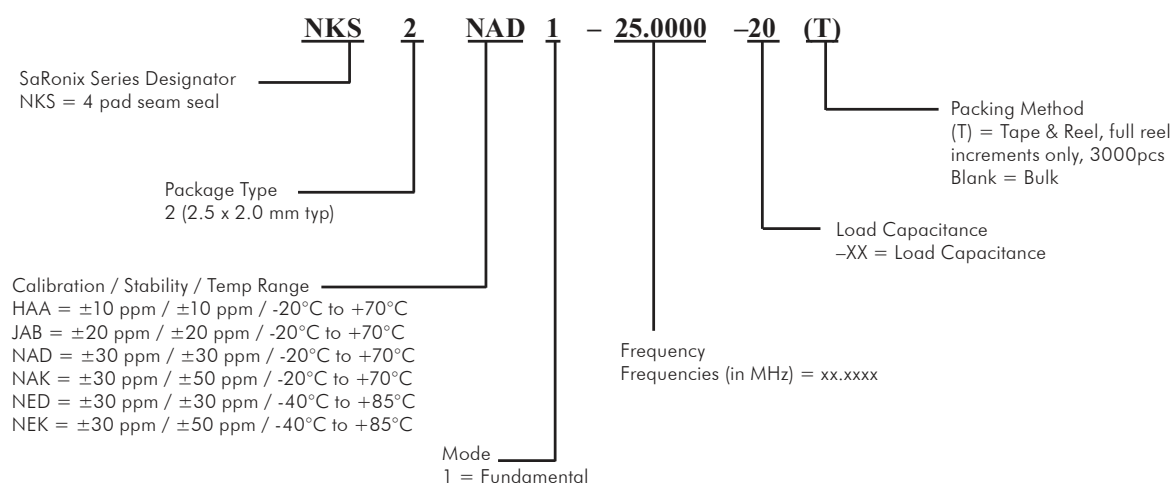 NKS 2 NAD 1 – 25.0000 –20 (T)
SaRonix Series Designator
NKS = 4 pad seam seal
Packing Method
(T) = Tape & Reel, full reel
increments only, 3000pcs
Blank = Bulk
Package Type
2 (2.5 x 2.0 mm typ)
Load Capacitance
–XX = Load Capacitance
Calibration / Stability / Temp Range
HAA = ±10 ppm / ±10 ppm / -20°C to +70°C
JAB = ±20 ppm / ±20 ppm / -20°C to +70°C
NAD = ±30 ppm / ±30 ppm / -20°C to +70°C
NAK = ±30 ppm / ±50 ppm / -20°C to +70°C
NED = ±30 ppm / ±30 ppm / -40°C to +85°C
NEK = ±30 ppm / ±50 ppm / -40°C to +85°C
Frequency
Frequencies (in MHz) = xx.xxxx
Mode
1 = Fundamental